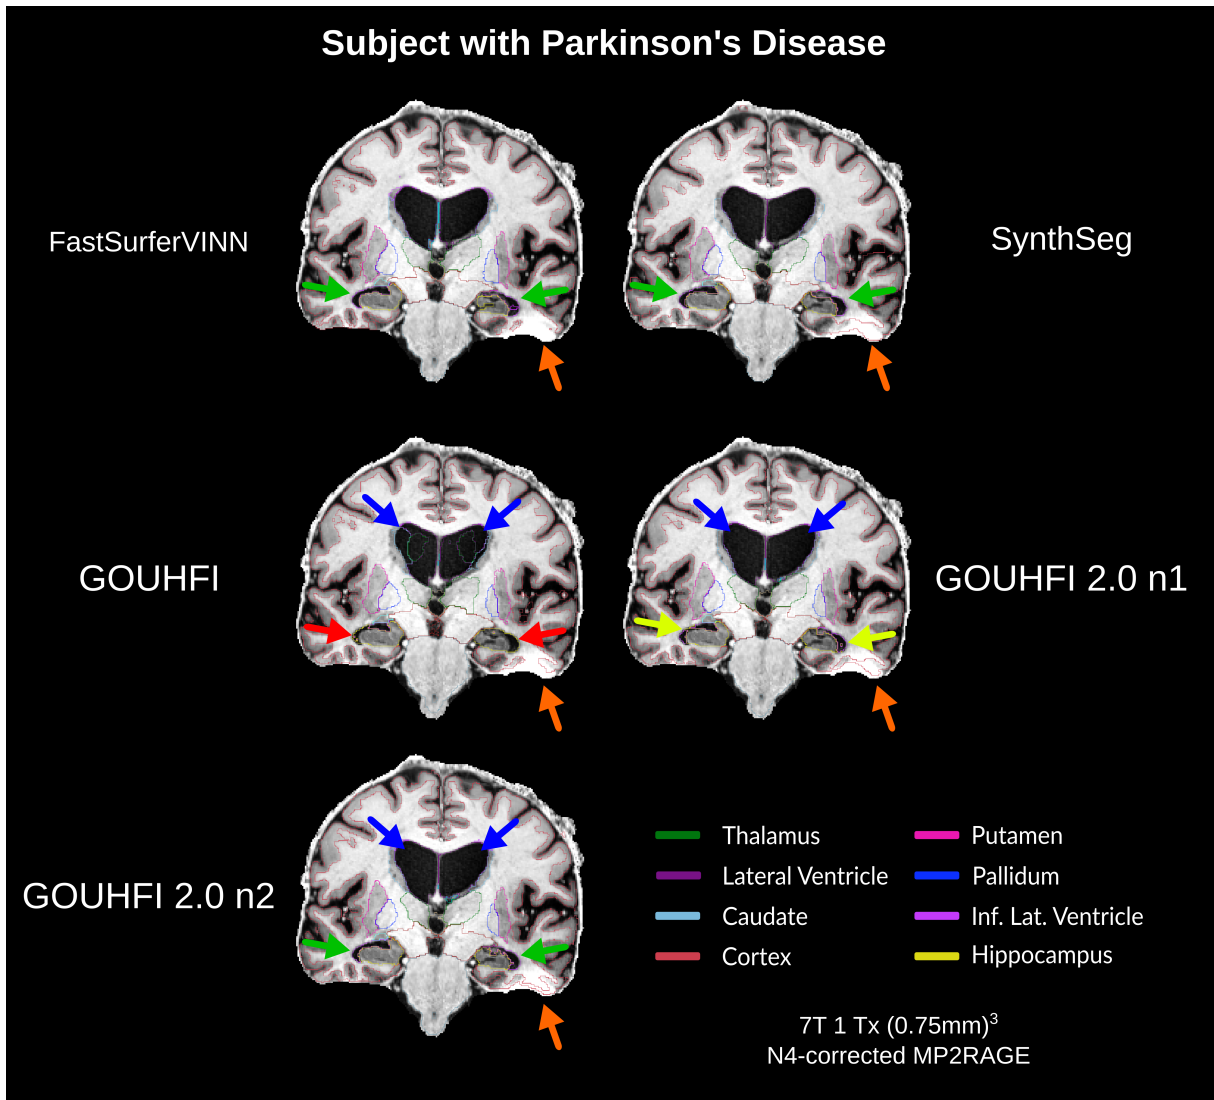 Subject with Parkinson's Disease
FastSurferVINN
SynthSeg
GOUHFI
GOUHFI 2.0 n1
GOUHFI 2.0 n2
Thalamus
Putamen
Lateral Ventricle
Pallidum
Caudate
Inf. Lat. Ventricle
Cortex
Hippocampus
7T 1 Tx (0.75mm)³
N4-corrected MP2RAGE